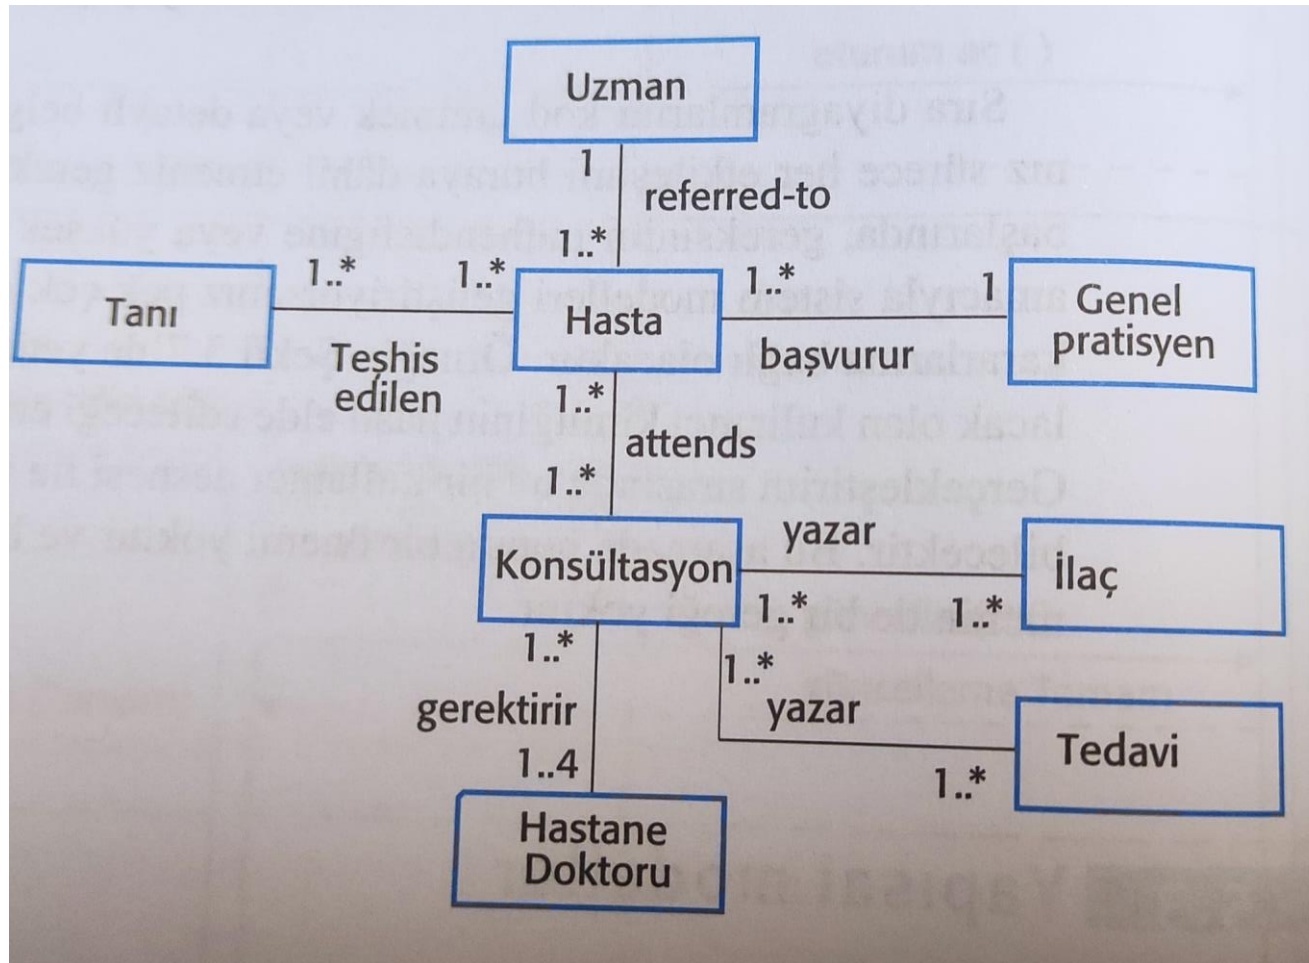 Uzman
1
referred-to
1..*
Tanı
1..*
1..*
Teşhis
edilen
Hasta
1..*
1
başvurur
Genel
pratisyen
1..*
attends
1..*
Konsültasyon
yazar
1..*
1..*
İlaç
1..*
gerektirir
1..4
1..*
yazar
1..*
Tedavi
Hastane
Doktoru